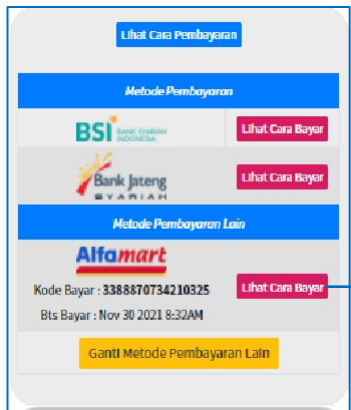 Lihat Cara Pembayaran
Metode Pembayaran
BSI BANK SYARIAH INDONESIA
Lihat Cara Bayar
Bank Jateng
SYARIAH
Lihat Cara Bayar
Metode Pembayaran Lain
Alfamart
Kode Bayar : 3388870734210325
Lihat Cara Bayar
Bts Bayar : Nov 30 2021 8:32AM
Ganti Metode Pembayaran Lain